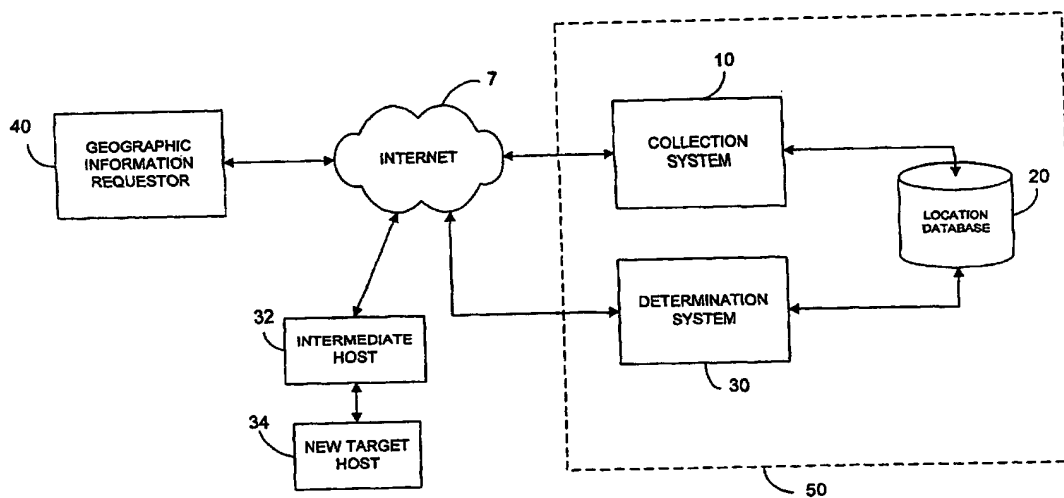 7
10
40
GEOGRAPHIC
INFORMATION
REQUESTOR
INTERNET
COLLECTION
SYSTEM
20
LOCATION
DATABASE
32
INTERMEDIATE
HOST
DETERMINATION
SYSTEM
30
34
NEW TARGET
HOST
50